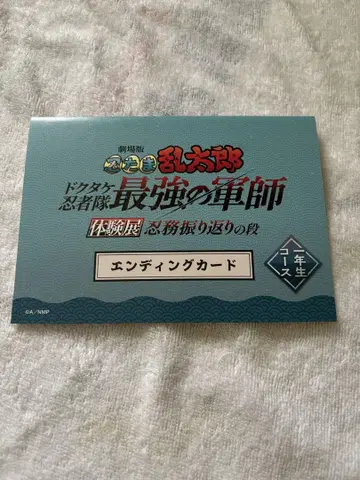 劇場版
忍たま乱太郎
ドクタケ忍者隊最強の軍師
体験展 忍務振り返りの段
エンディングカード
一年生コース
©A／NMP